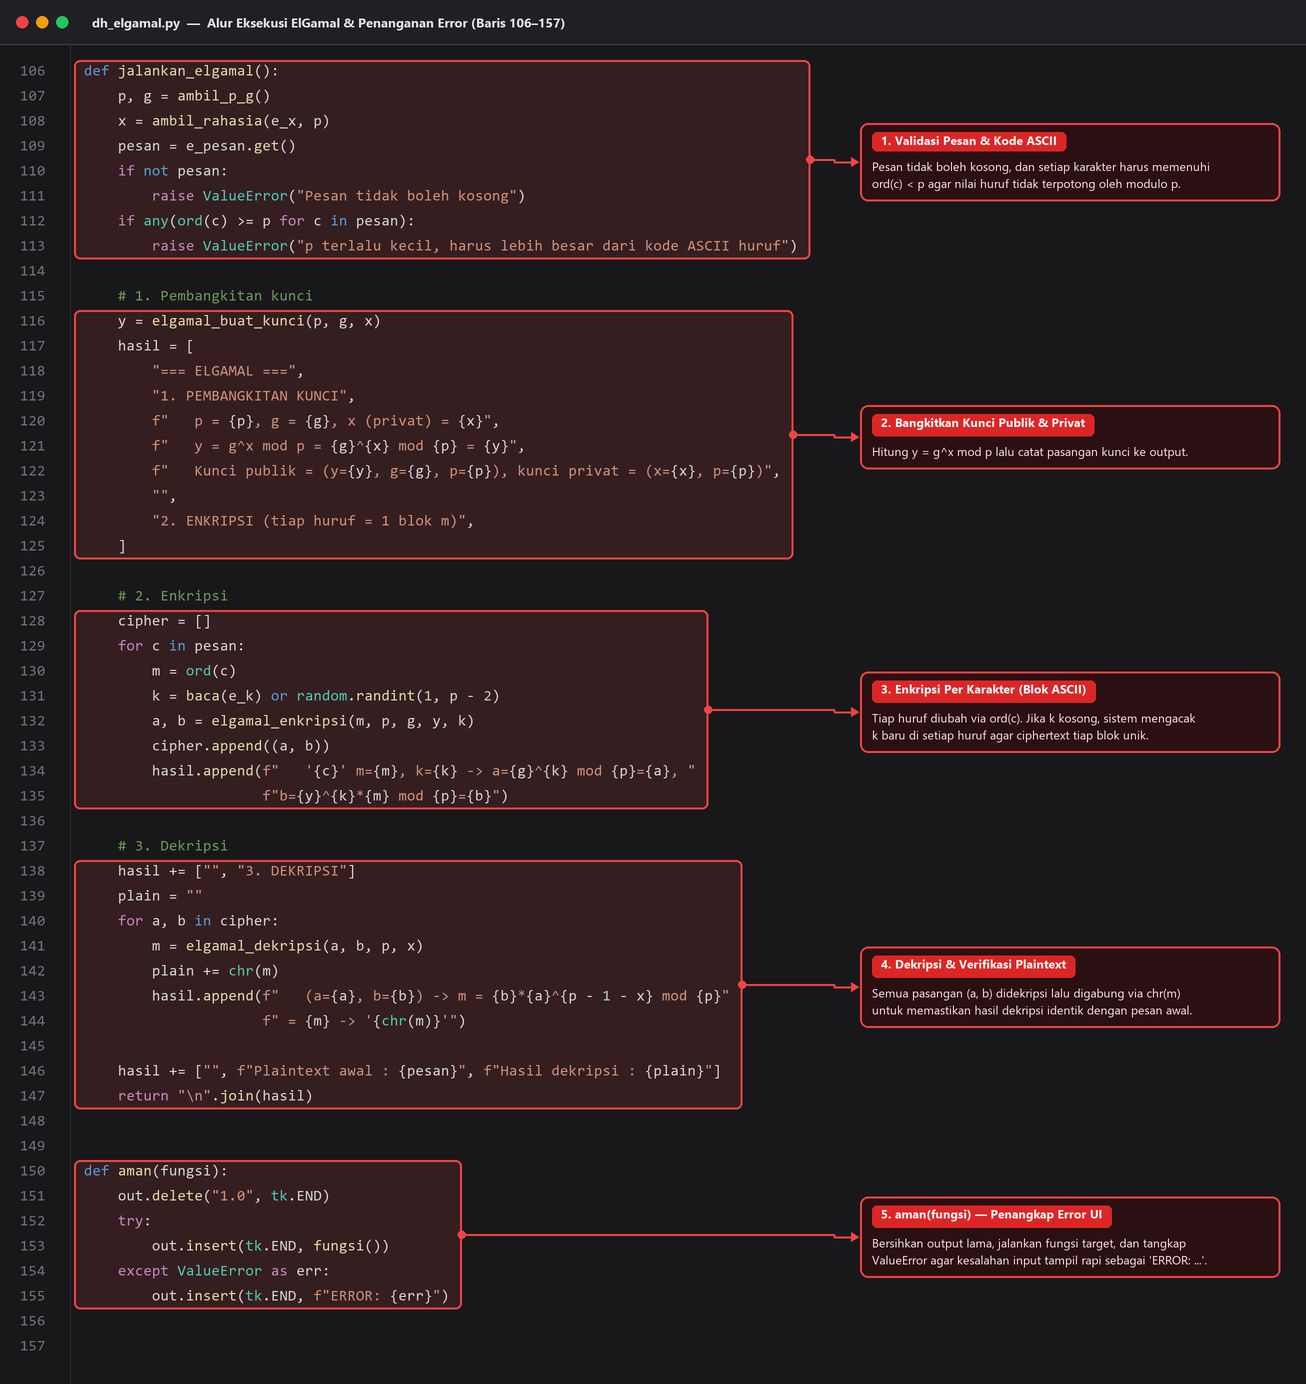 dh_elgamal.py — Alur Eksekusi ElGamal & Penanganan Error (Baris 106–157)
106 def jalankan_elgamal():
107     p, g = ambil_p_g()
108     x = ambil_rahasia(e_x, p)
109     pesan = e_pesan.get()
110     if not pesan:
111         raise ValueError("Pesan tidak boleh kosong")
112     if any(ord(c) >= p for c in pesan):
113         raise ValueError("p terlalu kecil, harus lebih besar dari kode ASCII huruf")
114
1. Validasi Pesan & Kode ASCII
Pesan tidak boleh kosong, dan setiap karakter harus memenuhi
ord(c) < p agar nilai huruf tidak terpotong oleh modulo p.
115     # 1. Pembangkitan kunci
116     y = elgamal_buat_kunci(p, g, x)
117     hasil = [
118         "=== ELGAMAL ===",
119         "1. PEMBANGKITAN KUNCI",
120         f"   p = {p}, g = {g}, x (privat) = {x}",
121         f"   y = g^x mod p = {g}^{x} mod {p} = {y}",
122         f"   Kunci publik = (y={y}, g={g}, p={p}), kunci privat = (x={x}, p={p})",
123         "",
124         "2. ENKRIPSI (tiap huruf = 1 blok m)",
125     ]
126
2. Bangkitkan Kunci Publik & Privat
Hitung y = g^x mod p lalu catat pasangan kunci ke output.
127     # 2. Enkripsi
128     cipher = []
129     for c in pesan:
130         m = ord(c)
131         k = baca(e_k) or random.randint(1, p - 2)
132         a, b = elgamal_enkripsi(m, p, g, y, k)
133         cipher.append((a, b))
134         hasil.append(f"   '{c}' m={m}, k={k} -> a={g}^{k} mod {p}={a}, "
135                      f"b={y}^{k}*{m} mod {p}={b}")
136
3. Enkripsi Per Karakter (Blok ASCII)
Tiap huruf diubah via ord(c). Jika k kosong, sistem mengacak
k baru di setiap huruf agar ciphertext tiap blok unik.
137     # 3. Dekripsi
138     hasil += ["", "3. DEKRIPSI"]
139     plain = ""
140     for a, b in cipher:
141         m = elgamal_dekripsi(a, b, p, x)
142         plain += chr(m)
143         hasil.append(f"   (a={a}, b={b}) -> m = {b}*{a}^{p - 1 - x} mod {p}"
144                      f" = {m} -> '{chr(m)}'")
145
146     hasil += ["", f"Plaintext awal : {pesan}", f"Hasil dekripsi : {plain}"]
147     return "\n".join(hasil)
148
149
4. Dekripsi & Verifikasi Plaintext
Semua pasangan (a, b) didekripsi lalu digabung via chr(m)
untuk memastikan hasil dekripsi identik dengan pesan awal.
150 def aman(fungsi):
151     out.delete("1.0", tk.END)
152     try:
153         out.insert(tk.END, fungsi())
154     except ValueError as err:
155         out.insert(tk.END, f"ERROR: {err}")
156
157
5. aman(fungsi) — Penangkap Error UI
Bersihkan output lama, jalankan fungsi target, dan tangkap
ValueError agar kesalahan input tampil rapi sebagai 'ERROR: ...'.